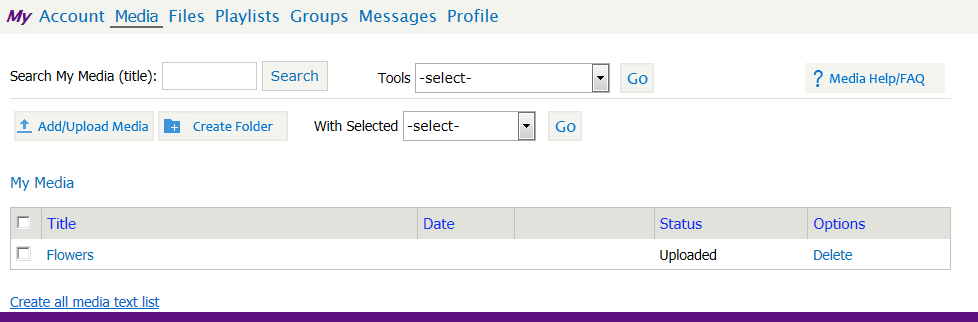 My Account Media Files Playlists Groups Messages Profile
Search My Media (title): Search Tools -select- Go ? Media Help/FAQ
Add/Upload Media Create Folder With Selected -select- Go
My Media
Title Date Status Options
Flowers Uploaded Delete
Create all media text list